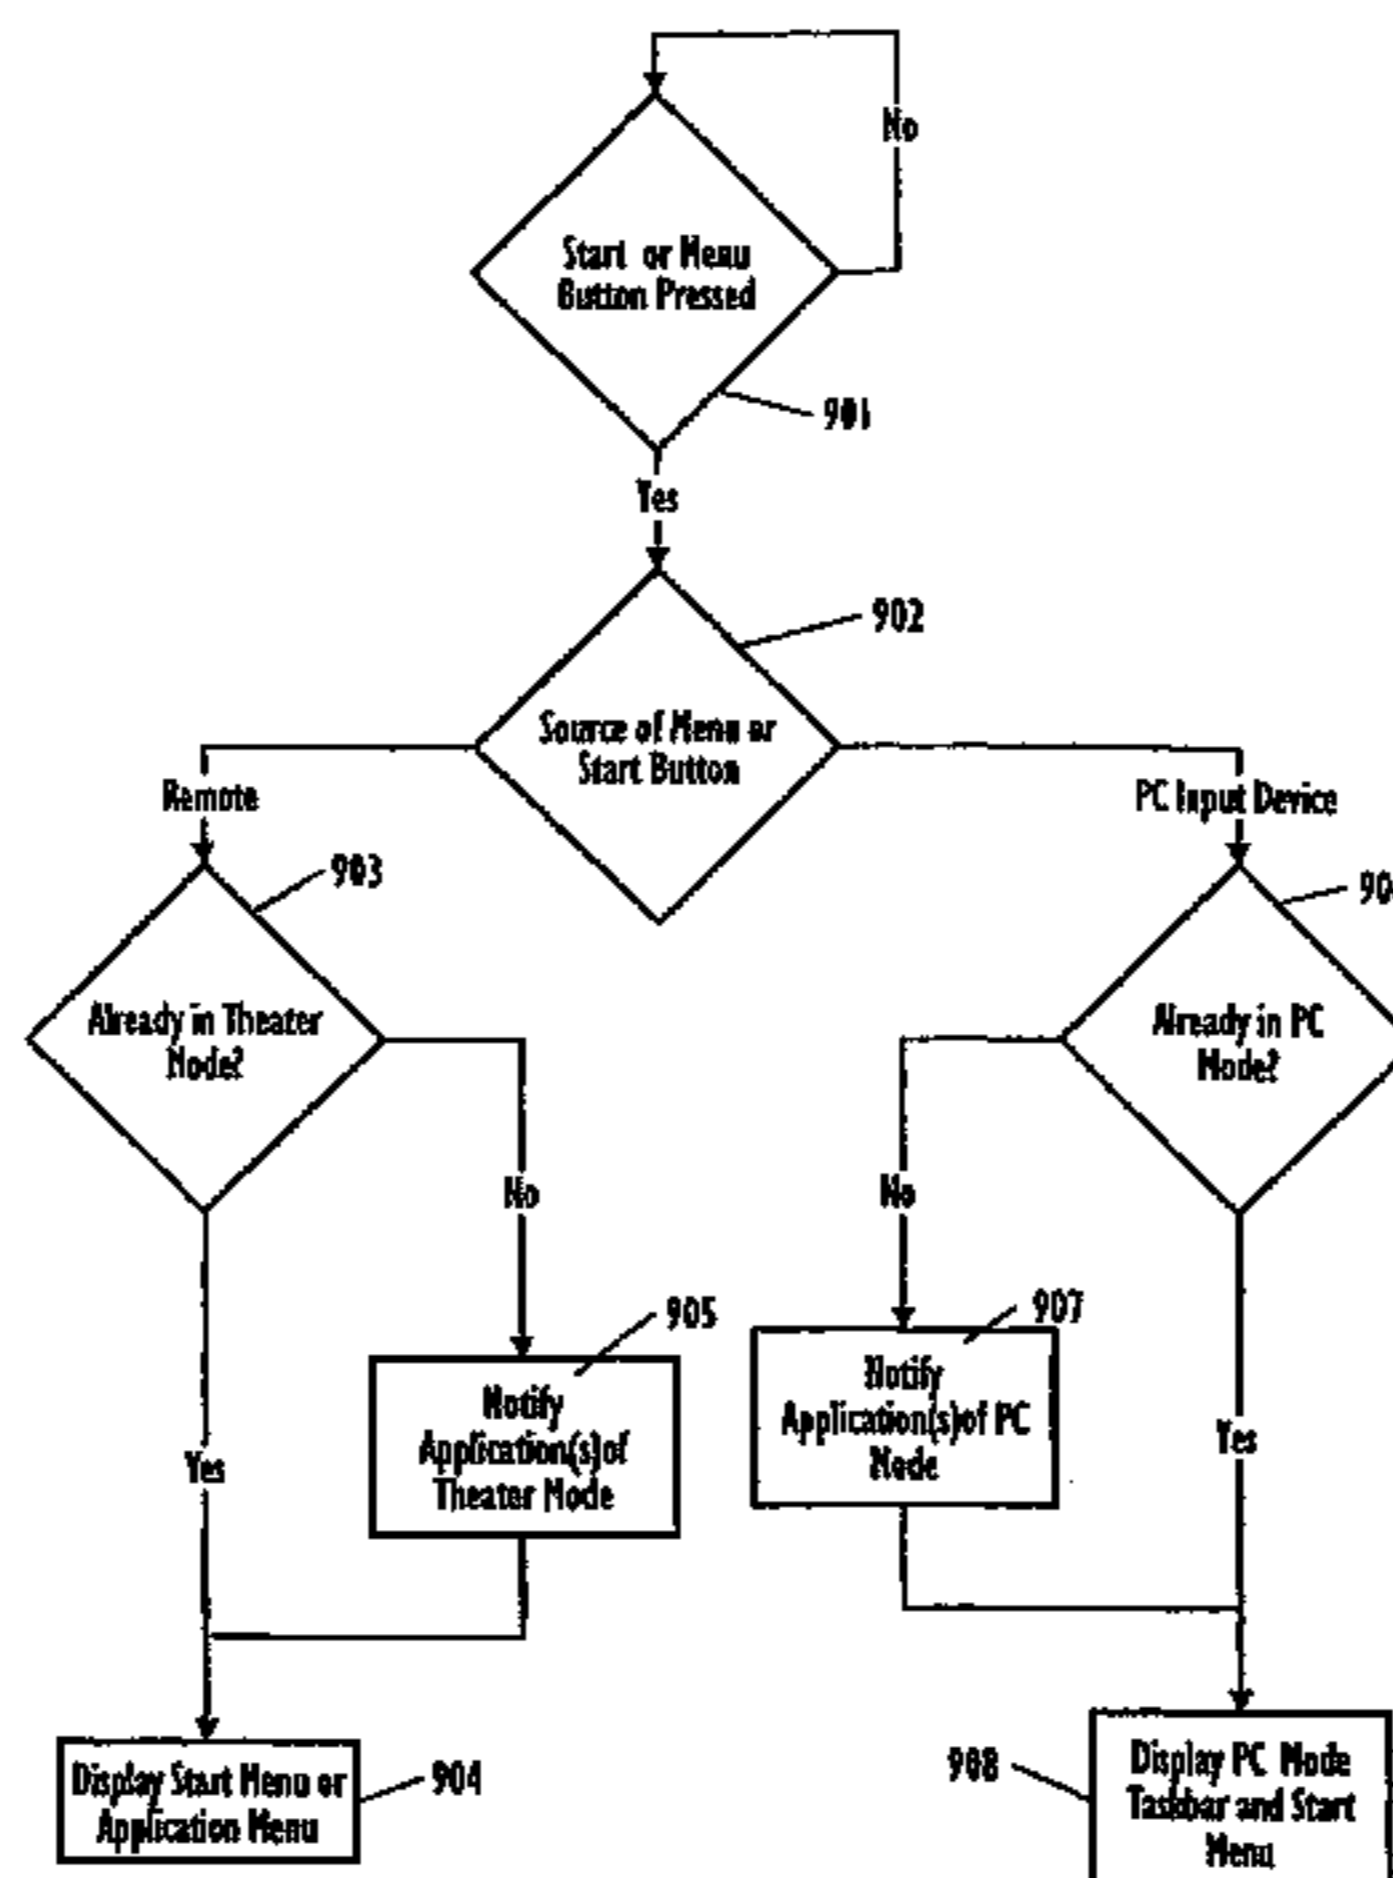 No
Start or Menu
Button Pressed
901
Yes
902
Source of Menu or
Start Button
Remote
PC Input Device
903
Already in Theater
Mode?
Already in PC
Mode?
No
No
905
907
Notify
Application(s)of
Theater Mode
Notify
Application(s)of PC
Mode
Yes
Yes
Display Start Menu or
Application Menu
904
908
Display PC Mode
Taskbar and Start
Menu